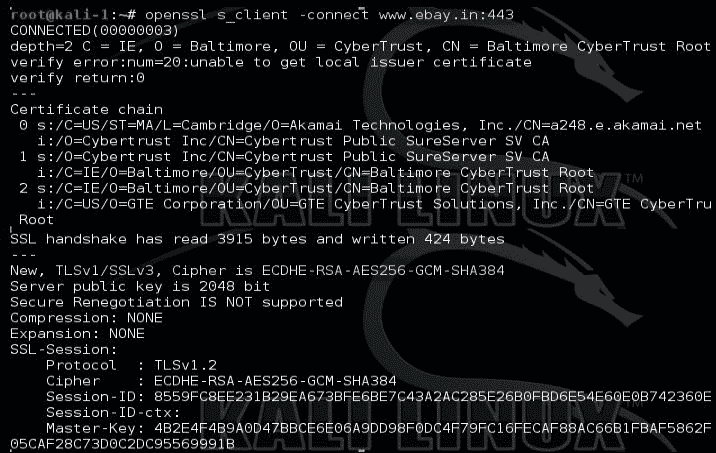 root@kali-1:~# openssl s_client -connect www.ebay.in:443
CONNECTED(00000003)
depth=2 C = IE, O = Baltimore, OU = CyberTrust, CN = Baltimore CyberTrust Root
verify error:num=20:unable to get local issuer certificate
verify return:0
---
Certificate chain
 0 s:/C=US/ST=MA/L=Cambridge/O=Akamai Technologies, Inc./CN=a248.e.akamai.net
   i:/O=Cybertrust Inc/CN=Cybertrust Public SureServer SV CA
 1 s:/O=Cybertrust Inc/CN=Cybertrust Public SureServer SV CA
   i:/C=IE/O=Baltimore/OU=CyberTrust/CN=Baltimore CyberTrust Root
 2 s:/C=IE/O=Baltimore/OU=CyberTrust/CN=Baltimore CyberTrust Root
   i:/C=US/O=GTE Corporation/OU=GTE CyberTrust Solutions, Inc./CN=GTE CyberTru
 Root
SSL handshake has read 3915 bytes and written 424 bytes
---
New, TLSv1/SSLv3, Cipher is ECDHE-RSA-AES256-GCM-SHA384
Server public key is 2048 bit
Secure Renegotiation IS NOT supported
Compression: NONE
Expansion: NONE
SSL-Session:
    Protocol  : TLSv1.2
    Cipher    : ECDHE-RSA-AES256-GCM-SHA384
    Session-ID: 8559FC8EE231B29EA673BFE6BE7C43A2AC285E26B0FBD6E54E60E0B742360E
    Session-ID-ctx:
    Master-Key: 4B2E4F4B9A0D47BBCE6E06A9DD98F0DC4F79FC16FECAF88AC66B1FBAF5862F
05CAF28C73D0C2DC95569991B
KALI LINUX™
KALI LINUX™